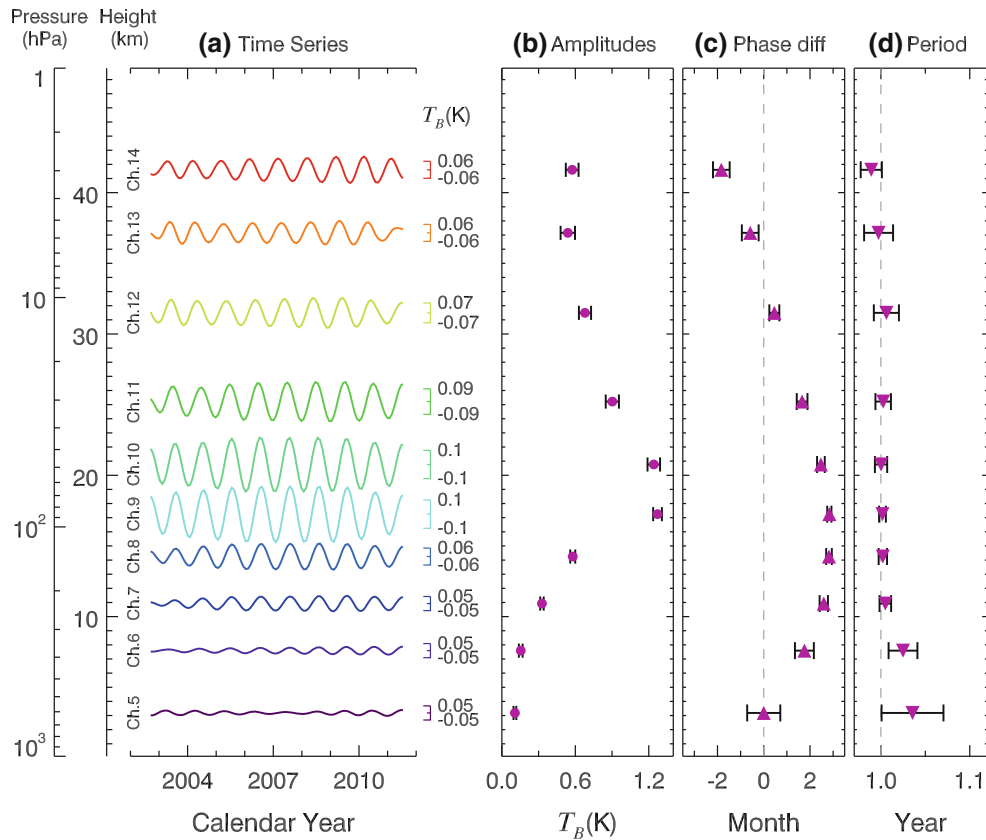 Pressure
(hPa)
Height
(km)
(a) Time Series
(b) Amplitudes
(c) Phase diff
(d) Period
1
10
10²
10³
40
30
20
10
T_B(K)
Ch.14
0.06
-0.06
Ch.13
0.06
-0.06
Ch.12
0.07
-0.07
Ch.11
0.09
-0.09
Ch.10
0.1
-0.1
Ch.9
0.1
-0.1
Ch.8
0.06
-0.06
Ch.7
0.05
-0.05
Ch.6
0.05
-0.05
Ch.5
0.05
-0.05
2004 2007 2010
Calendar Year
0.0 0.6 1.2
T_B(K)
-2 0 2
Month
1.0 1.1
Year